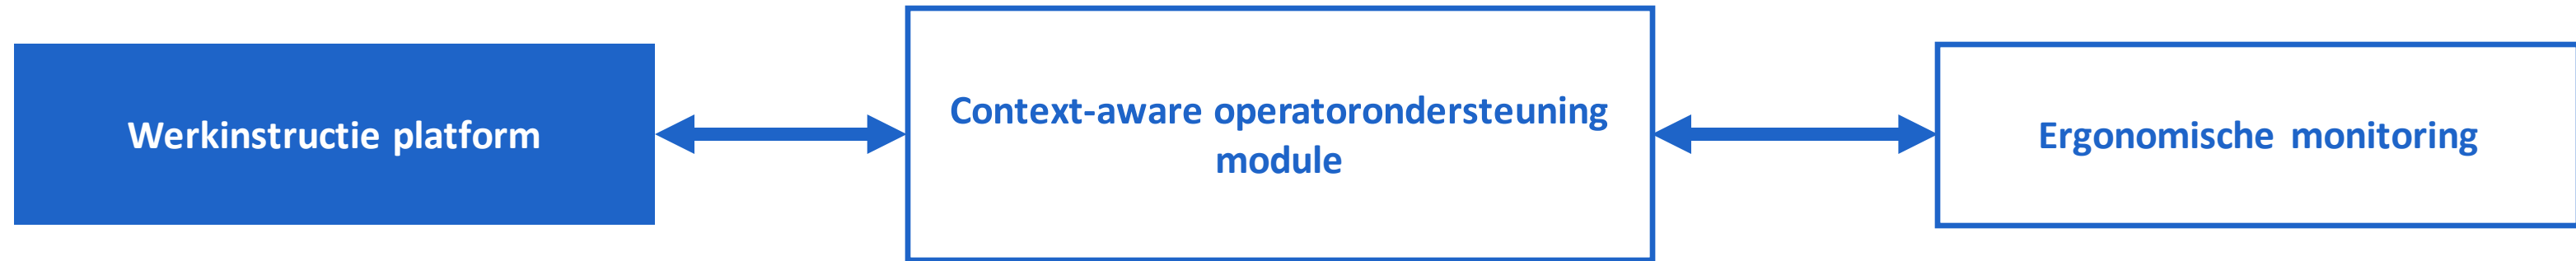 Werkinstructie platform
Context-aware operatorondersteuning
module
Ergonomische monitoring